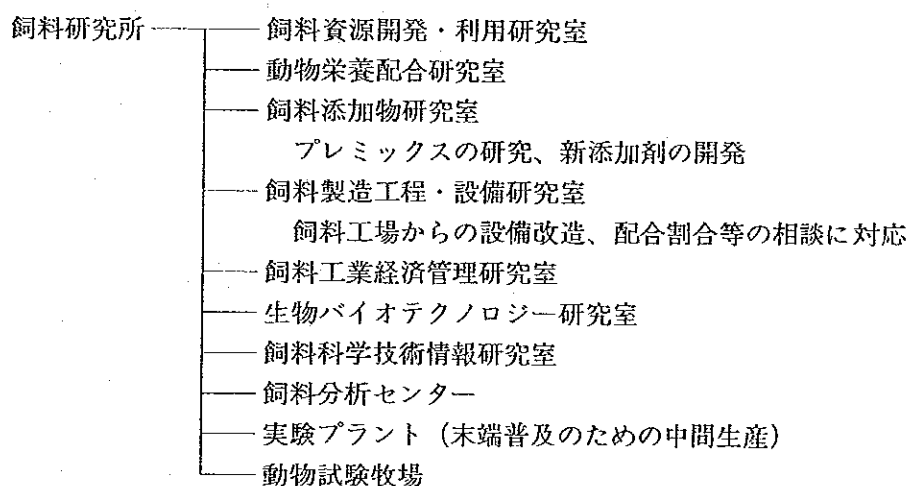 飼料研究所 飼料資源開発・利用研究室
動物栄養配合研究室
飼料添加物研究室
プレミックスの研究、新添加剤の開発
飼料製造工程・設備研究室
飼料工場からの設備改造、配合割合等の相談に対応
飼料工業経済管理研究室
生物バイオテクノロジー研究室
飼料科学技術情報研究室
飼料分析センター
実験プラント（末端普及のための中間生産）
動物試験牧場